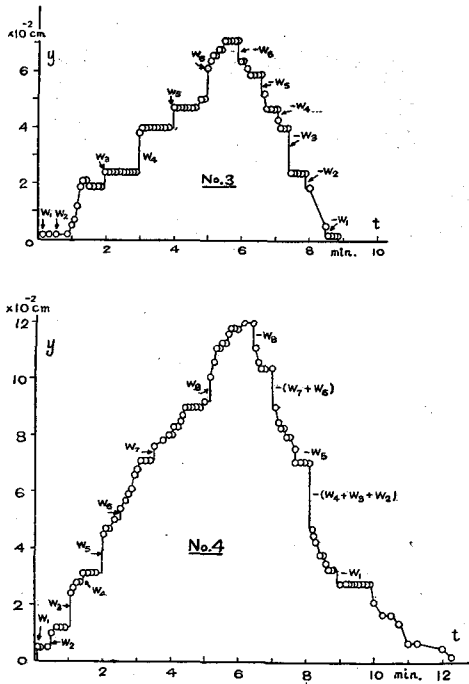 ×10⁻² cm
y
6
4
2
0
W₁ W₂
W₃
W₄
W₅
W₆
-W₆
-W₅
-W₄
-W₃
-W₂
-W₁
No.3
t
2 4 6 8 min. 10
×10⁻² cm
y
12
10
8
6
4
2
0
W₁
W₂
W₃
W₄
W₅
W₆
W₇
W₈
-W₈
-(W₇+W₆)
-W₅
-(W₄+W₃+W₂)
-W₁
No.4
t
2 4 6 8 10 min. 12